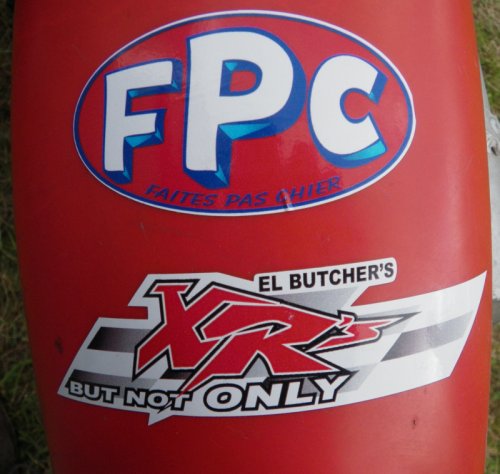 FPC
FAITES PAS CHIER
EL BUTCHER'S
XR's
BUT NOT ONLY